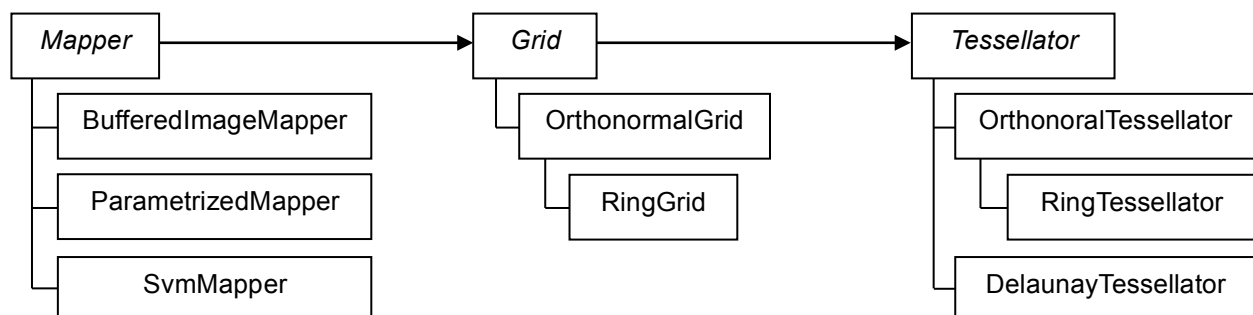 Mapper
Grid
Tessellator
BufferedImageMapper
OrthonormalGrid
OrthonoralTessellator
ParametrizedMapper
RingGrid
RingTessellator
SvmMapper
DelaunayTessellator